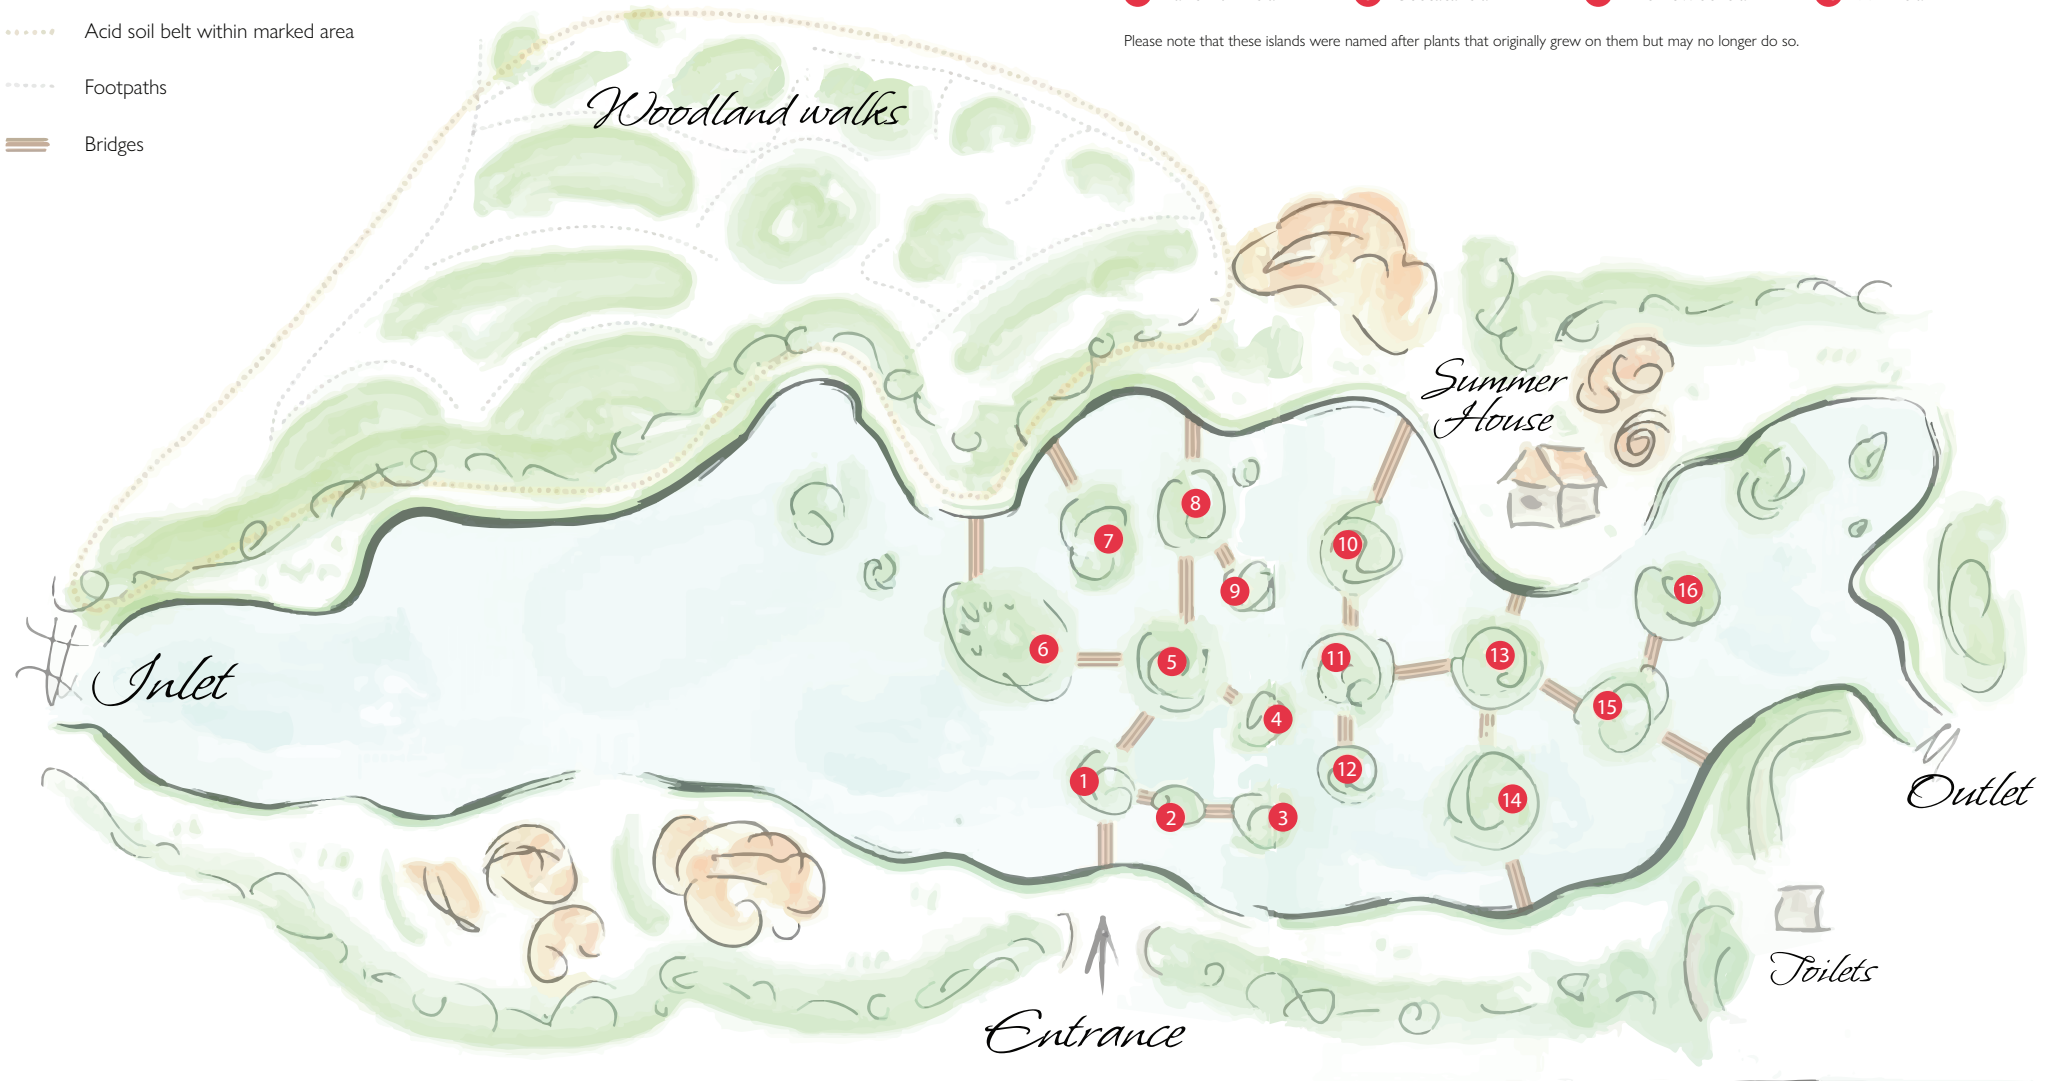 Acid soil belt within marked area
Footpaths
Bridges
Please note that these islands were named after plants that originally grew on them but may no longer do so.
Woodland walks
Summer
House
8
7
10
9
16
6
5
11
13
15
4
1
12
14
2
3
Inlet
Outlet
Toilets
Entrance